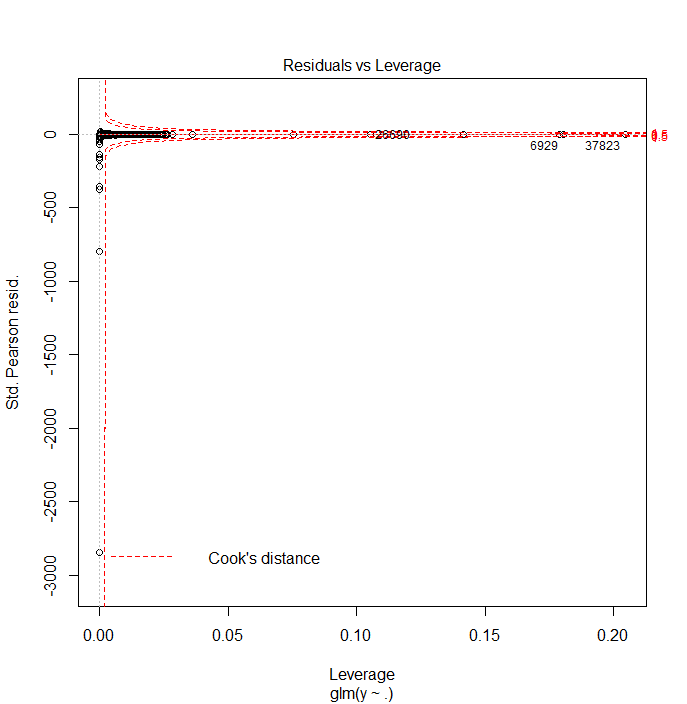 Residuals vs Leverage
Std. Pearson resid.
0
-500
-1000
-1500
-2000
-2500
-3000
6929
37823
Cook's distance
0.00
0.05
0.10
0.15
0.20
Leverage
glm(y ~ .)